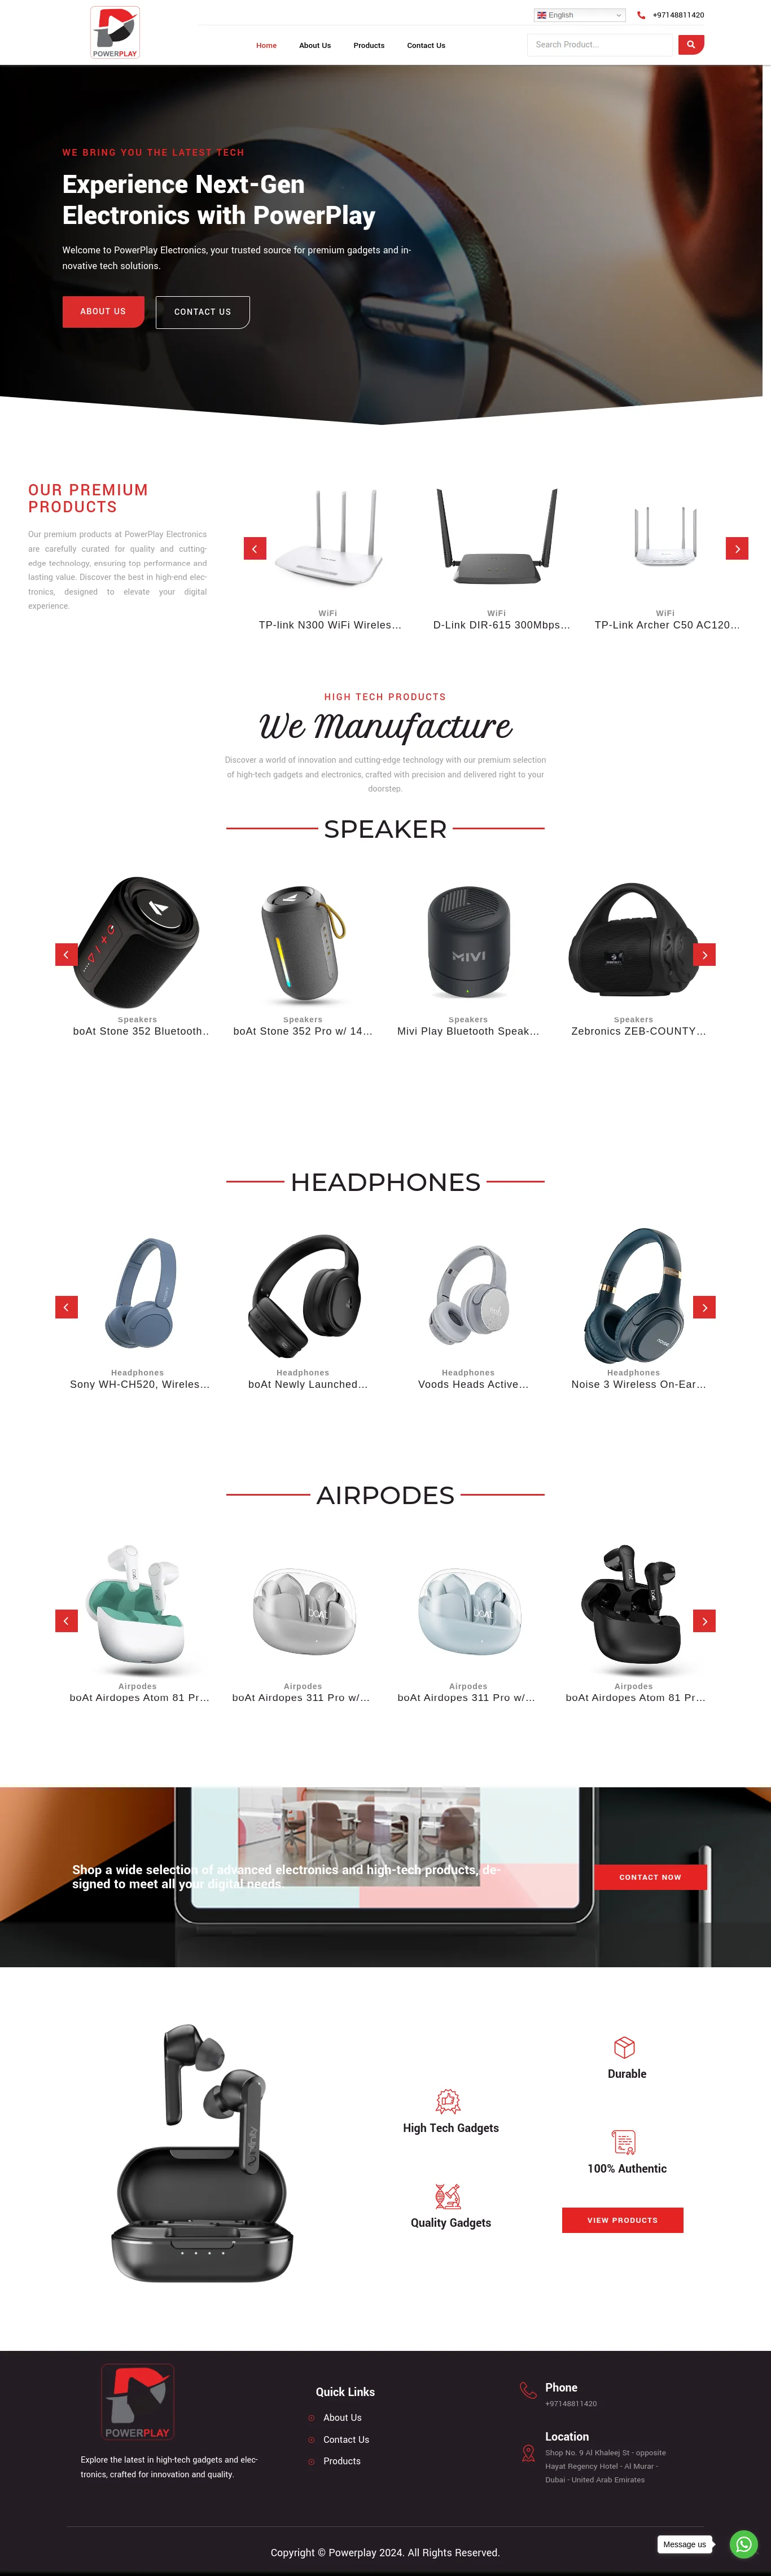 English
+97148811420
POWERPLAY
Home
About Us
Products
Contact Us
Search Product...
WE BRING YOU THE LATEST TECH
Experience Next-Gen
Electronics with PowerPlay
Welcome to PowerPlay Electronics, your trusted source for premium gadgets and in-
novative tech solutions.
ABOUT US
CONTACT US
OUR PREMIUM
PRODUCTS
Our premium products at PowerPlay Electronics
are carefully curated for quality and cutting-
edge technology, ensuring top performance and
lasting value. Discover the best in high-end elec-
tronics, designed to elevate your digital
experience.
WiFi
TP-link N300 WiFi Wireles...
WiFi
D-Link DIR-615 300Mbps...
WiFi
TP-Link Archer C50 AC120...
HIGH TECH PRODUCTS
We Manufacture
Discover a world of innovation and cutting-edge technology with our premium selection
of high-tech gadgets and electronics, crafted with precision and delivered right to your
doorstep.
SPEAKER
MIVI
Speakers
boAt Stone 352 Bluetooth..
Speakers
boAt Stone 352 Pro w/ 14...
Speakers
Mivi Play Bluetooth Speak...
Speakers
Zebronics ZEB-COUNTY...
HEADPHONES
noise
Headphones
Sony WH-CH520, Wireles...
Headphones
boAt Newly Launched...
Headphones
Voods Heads Active...
Headphones
Noise 3 Wireless On-Ear...
AIRPODES
boAt
boAt
Airpodes
boAt Airdopes Atom 81 Pr...
Airpodes
boAt Airdopes 311 Pro w/...
Airpodes
boAt Airdopes 311 Pro w/...
Airpodes
boAt Airdopes Atom 81 Pr...
Shop a wide selection of advanced electronics and high-tech products, de-
signed to meet all your digital needs.
CONTACT NOW
High Tech Gadgets
Quality Gadgets
Durable
100% Authentic
VIEW PRODUCTS
POWERPLAY
Explore the latest in high-tech gadgets and elec-
tronics, crafted for innovation and quality.
Quick Links
About Us
Contact Us
Products
Phone
+97148811420
Location
Shop No. 9 Al Khaleej St - opposite
Hayat Regency Hotel - Al Murar -
Dubai - United Arab Emirates
Message us
Copyright © Powerplay 2024. All Rights Reserved.